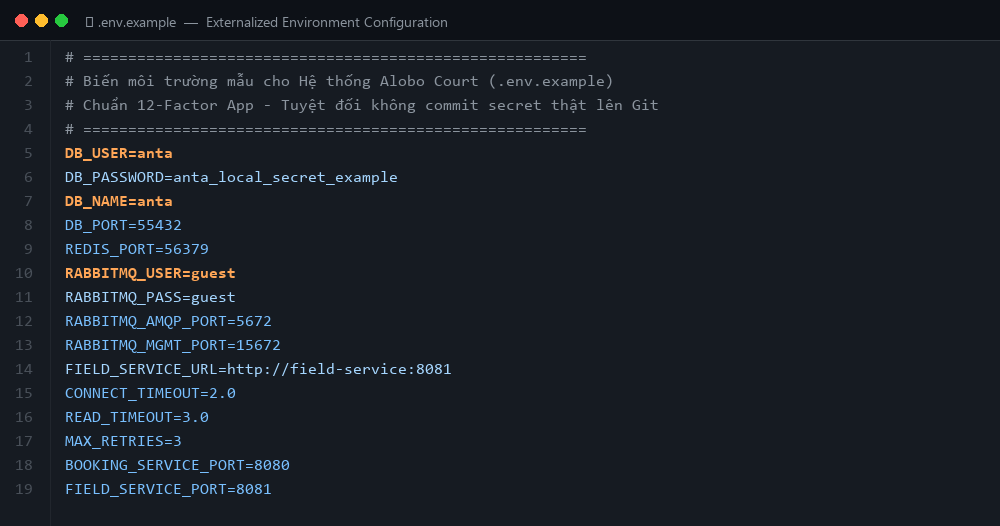 .env.example — Externalized Environment Configuration
1 # ========================================================
2 # Biến môi trường mẫu cho Hệ thống Alobo Court (.env.example)
3 # Chuẩn 12-Factor App - Tuyệt đối không commit secret thật lên Git
4 # ========================================================
5 DB_USER=anta
6 DB_PASSWORD=anta_local_secret_example
7 DB_NAME=anta
8 DB_PORT=55432
9 REDIS_PORT=56379
10 RABBITMQ_USER=guest
11 RABBITMQ_PASS=guest
12 RABBITMQ_AMQP_PORT=5672
13 RABBITMQ_MGMT_PORT=15672
14 FIELD_SERVICE_URL=http://field-service:8081
15 CONNECT_TIMEOUT=2.0
16 READ_TIMEOUT=3.0
17 MAX_RETRIES=3
18 BOOKING_SERVICE_PORT=8080
19 FIELD_SERVICE_PORT=8081